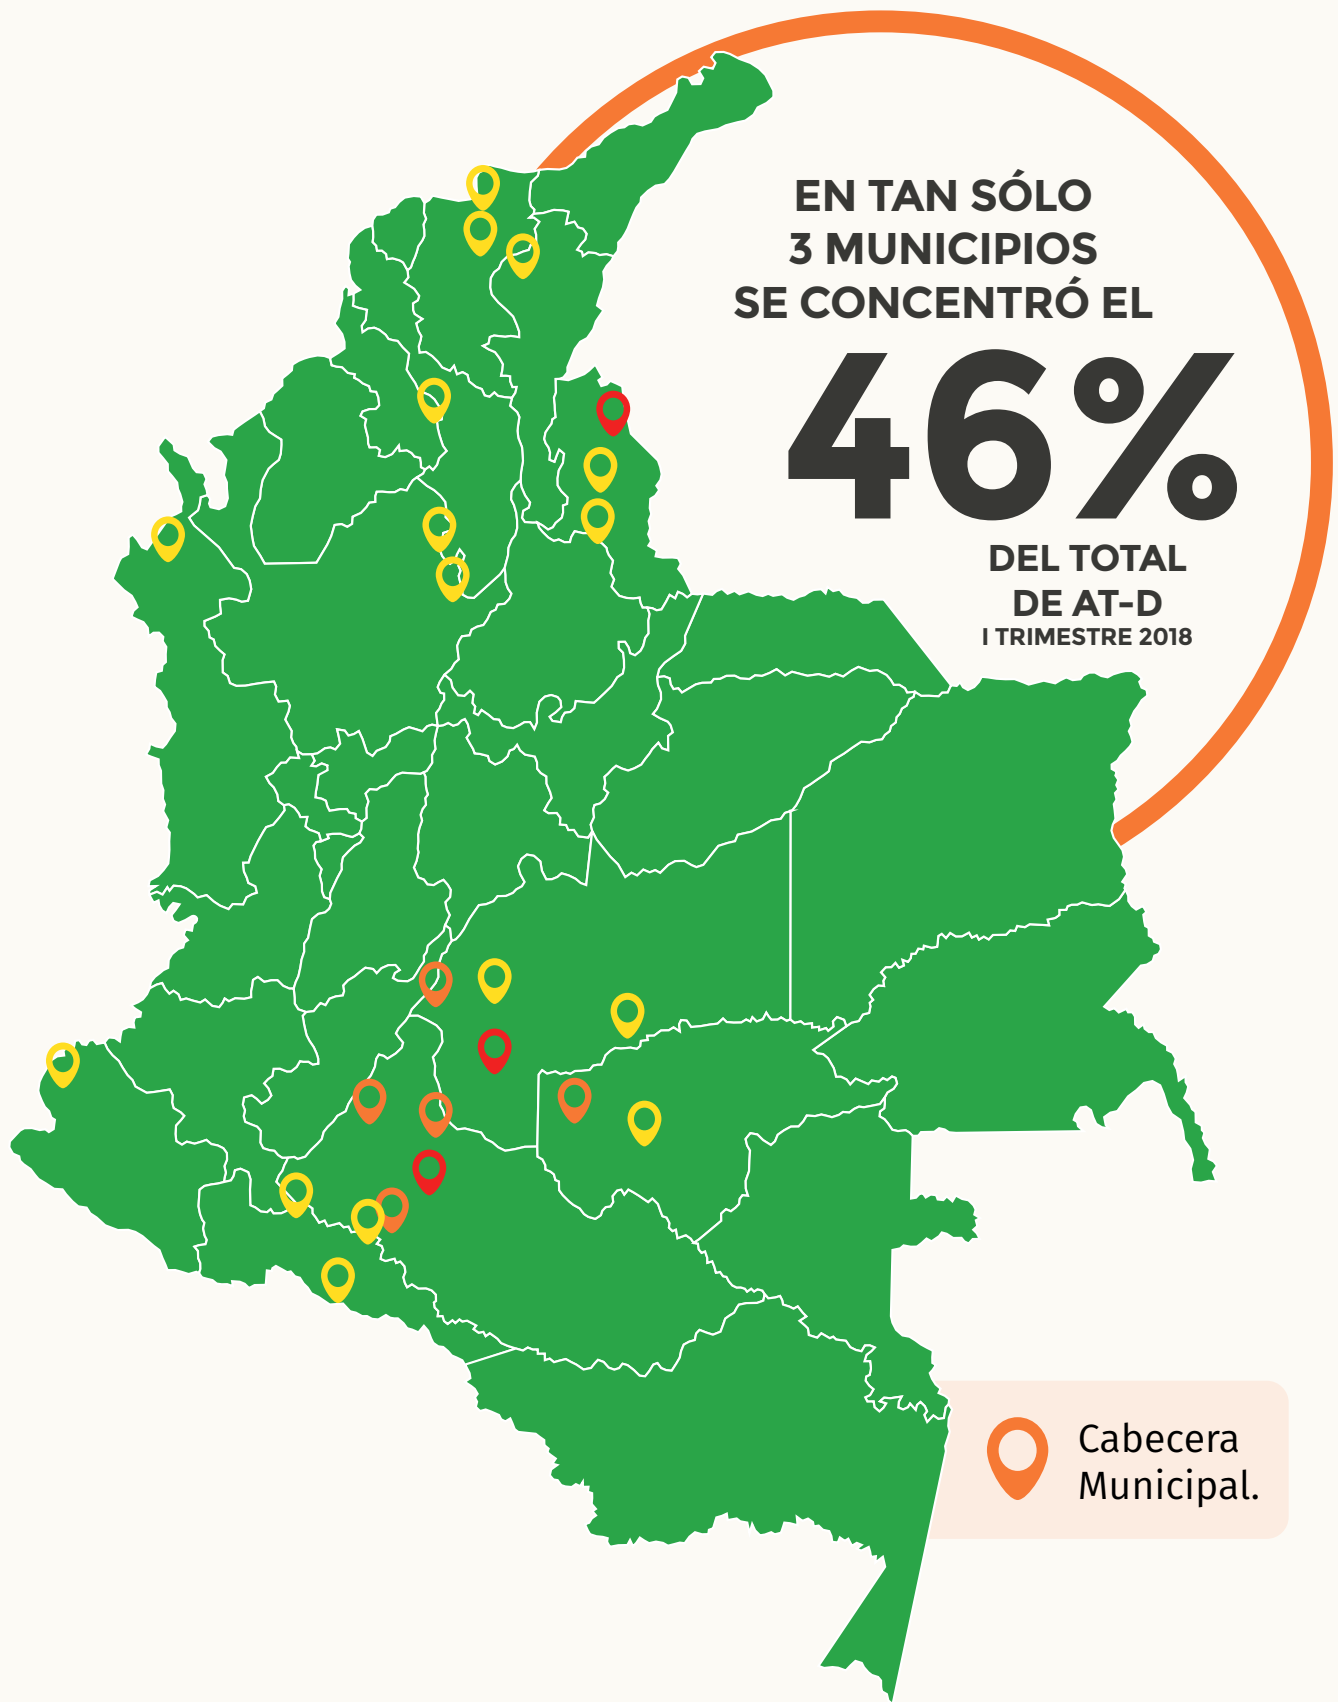 EN TAN SÓLO
3 MUNICIPIOS
SE CONCENTRÓ EL
46%
DEL TOTAL
DE AT-D
I TRIMESTRE 2018
Cabecera
Municipal.